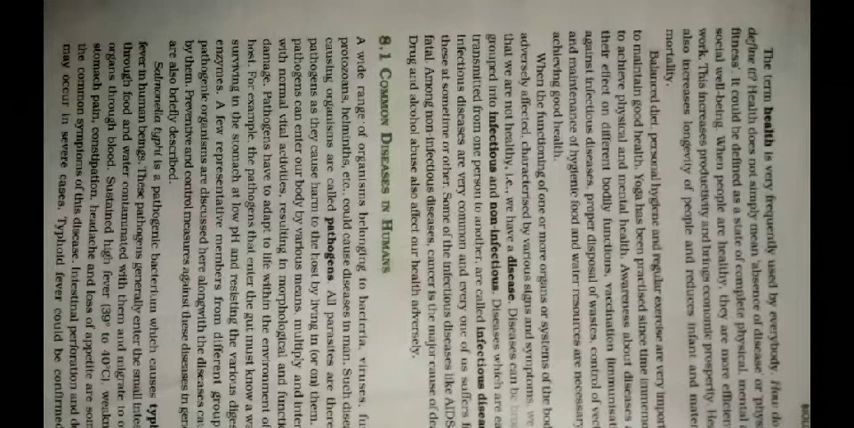 BIOL
The term health is very frequently used by everybody. How do
define it? Health does not simply mean 'absence of disease or phys
fitness'. It could be defined as a state of complete physical, mental
social well-being. When people are healthy, they are more efficien
work. This increases productivity and brings economic prosperity. Hea
also increases longevity of people and reduces infant and mater
mortality.
Balanced diet, personal hygiene and regular exercise are very import
to maintain good health. Yoga has been practised since time immemo
to achieve physical and mental health. Awareness about diseases
their effect on different bodily functions, vaccination (immunisat
against infectious diseases, proper disposal of wastes, control of vect
and maintenance of hygienic food and water resources are necessary
achieving good health.
When the functioning of one or more organs or systems of the bod
adversely affected, characterised by various signs and symptoms, we
that we are not healthy, i.e., we have a disease. Diseases can be bro
grouped into infectious and non-infectious. Diseases which are ea
transmitted from one person to another, are called infectious diseas
Infectious diseases are very common and every one of us suffers f
these at sometime or other. Some of the infectious diseases like AIDS
fatal. Among non-infectious diseases, cancer is the major cause of dea
Drug and alcohol abuse also affect our health adversely.
8.1 COMMON DISEASES IN HUMANS
A wide range of organisms belonging to bacteria, viruses, fu
protozoans, helminths, etc., could cause diseases in man. Such disea
causing organisms are called pathogens. All parasites are there
pathogens as they cause harm to the host by living in (or on) them.
pathogens can enter our body by various means, multiply and inter
with normal vital activities, resulting in morphological and functi
damage. Pathogens have to adapt to life within the environment of
host. For example, the pathogens that enter the gut must know a wa
surviving in the stomach at low pH and resisting the various diges
enzymes. A few representative members from different group
pathogenic organisms are discussed here alongwith the diseases cau
by them. Preventive and control measures against these diseases in gene
are also briefly described.
Salmonella typhi is a pathogenic bacterium which causes typh
fever in human beings. These pathogens generally enter the small intes
through food and water contaminated with them and migrate to o
organs through blood. Sustained high fever (39° to 40°C), weakn
stomach pain, constipation, headache and loss of appetite are som
the common symptoms of this disease. Intestinal perforation and de
may occur in severe cases. Typhoid fever could be confirmed